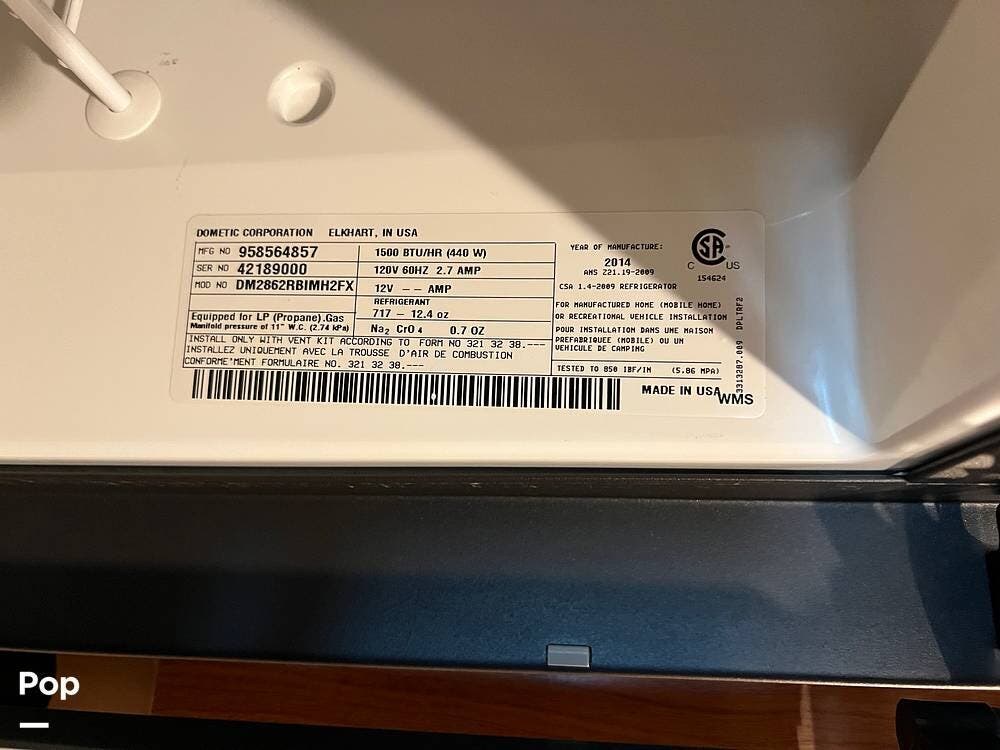 DOMETIC CORPORATION ELKHART, IN USA
MFG NO 958564857
SER NO 42189000
MOD NO DM2862RBIMH2FX
Equipped for LP (Propane).Gas
Manifold pressure of 11" W.C. (2.74 kPa)
1500 BTU/HR (440 W)
120V 60HZ 2.7 AMP
12V -- AMP
REFRIGERANT
717 - 12.4 oz
Na2 CrO4 0.7 OZ
INSTALL ONLY WITH VENT KIT ACCORDING TO FORM NO 321 32 38.---
INSTALLEZ UNIQUEMENT AVEC LA TROUSSE D'AIR DE COMBUSTION
CONFORME'MENT FORMULAIRE NO. 321 32 38.---
YEAR OF MANUFACTURE:
2014
ANS Z21.19-2009
CSA 1.4-2009 REFRIGERATOR
FOR MANUFACTURED HOME (MOBILE HOME)
OR RECREATIONAL VEHICLE INSTALLATION
POUR INSTALLATION DANS UNE MAISON
PREFABRIQUEE (MOBILE) OU UN
VEHICULE DE CAMPING
TESTED TO 850 IBF/IN (5.86 MPA)
MADE IN USA
WMS
C SA US
154624
3313287.009 DPLTRF2
Pop